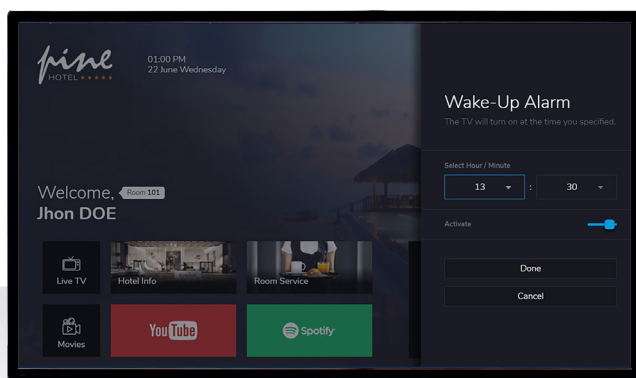 pine
HOTEL
01:00 PM
22 June Wednesday
Welcome,
Room 101
Jhon DOE
Live TV
Hotel Info
Room Service
Movies
You Tube
Spotify
Wake-Up Alarm
The TV will turn on at the time you specified.
Select Hour / Minute
13 : 30
Activate
Done
Cancel